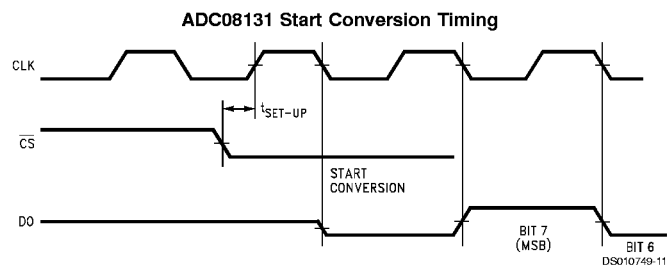 ADC08131 Start Conversion Timing
CLK
tSET-UP
CS
START
CONVERSION
DO
BIT 7
(MSB)
BIT 6
DS010749-11